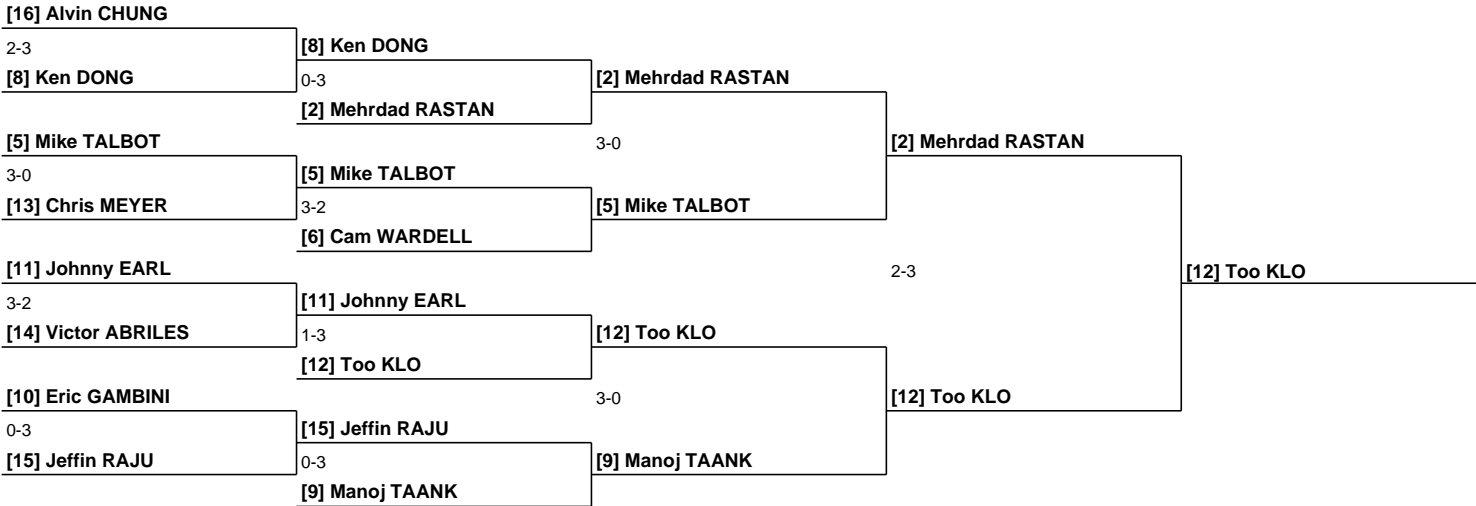 [16] Alvin CHUNG
2-3
[8] Ken DONG
[8] Ken DONG
0-3
[2] Mehrdad RASTAN
[2] Mehrdad RASTAN
[5] Mike TALBOT
3-0
[2] Mehrdad RASTAN
3-0
[5] Mike TALBOT
[13] Chris MEYER
3-2
[5] Mike TALBOT
[6] Cam WARDELL
[11] Johnny EARL
2-3
[12] Too KLO
3-2
[11] Johnny EARL
[14] Victor ABRILES
1-3
[12] Too KLO
[12] Too KLO
[10] Eric GAMBINI
3-0
[12] Too KLO
0-3
[15] Jeffin RAJU
[15] Jeffin RAJU
0-3
[9] Manoj TAANK
[9] Manoj TAANK